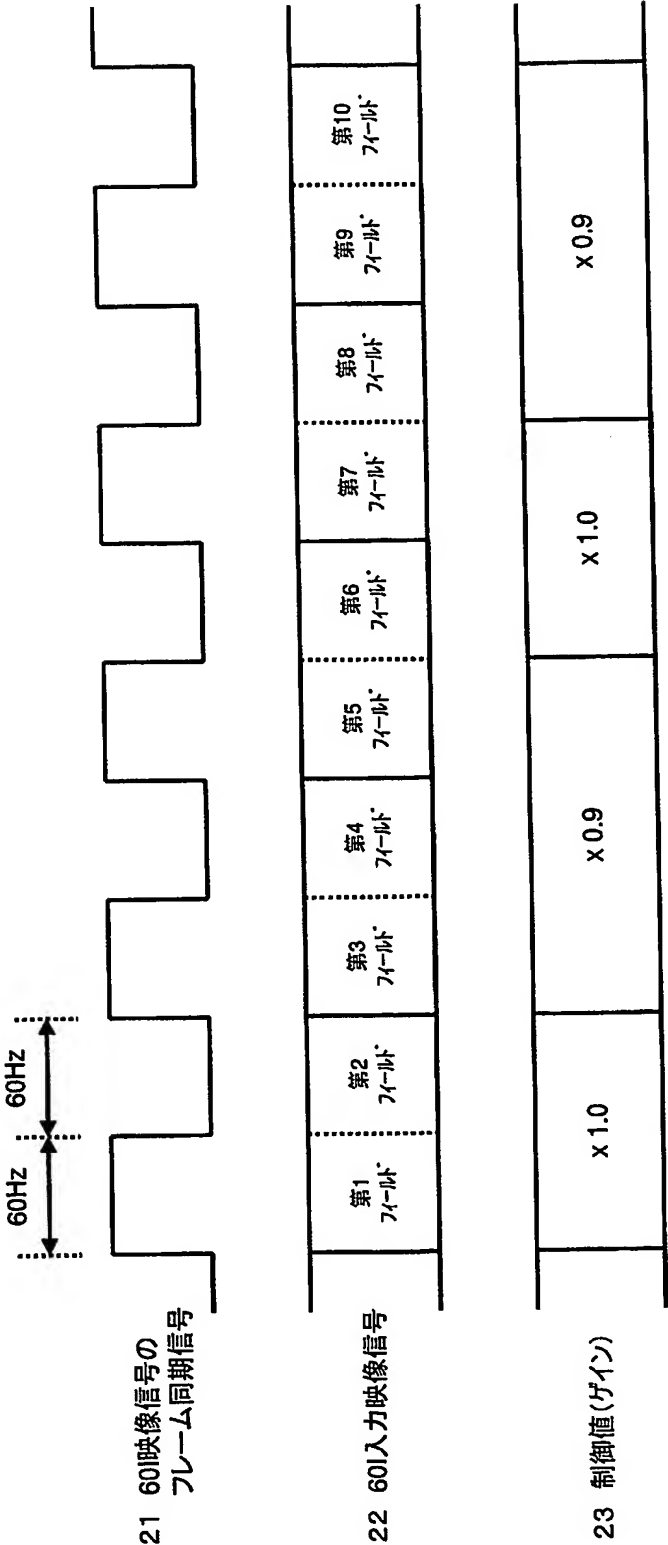 60Hz
60Hz
21 60I映像信号の
フレーム同期信号
22 60I入力映像信号
第1
フィールド
第2
フィールド
第3
フィールド
第4
フィールド
第5
フィールド
第6
フィールド
第7
フィールド
第8
フィールド
第9
フィールド
第10
フィールド
23 制御値(ゲイン)
x 1.0
x 0.9
x 1.0
x 0.9